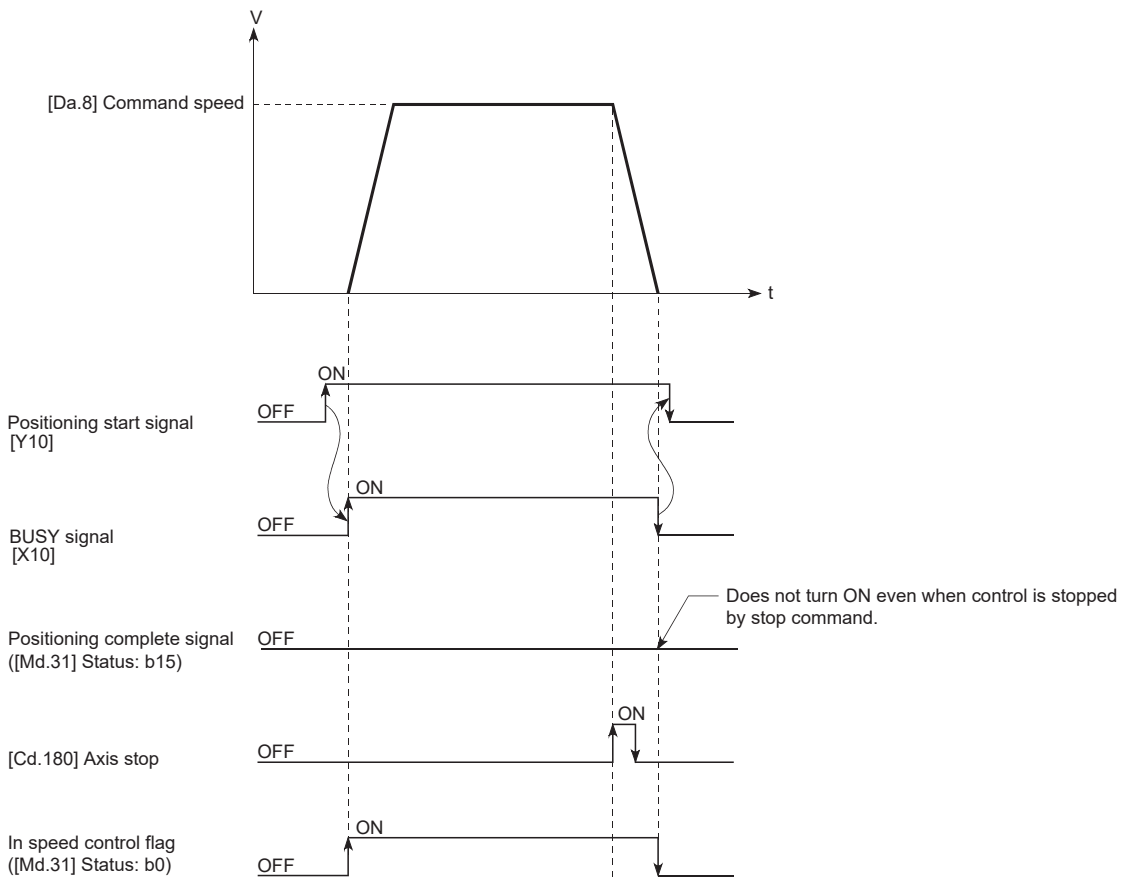 V
[Da.8] Command speed
t
ON
OFF
Positioning start signal
[Y10]
ON
OFF
BUSY signal
[X10]
Does not turn ON even when control is stopped
by stop command.
Positioning complete signal
([Md.31] Status: b15)
OFF
ON
[Cd.180] Axis stop
OFF
ON
In speed control flag
([Md.31] Status: b0)
OFF